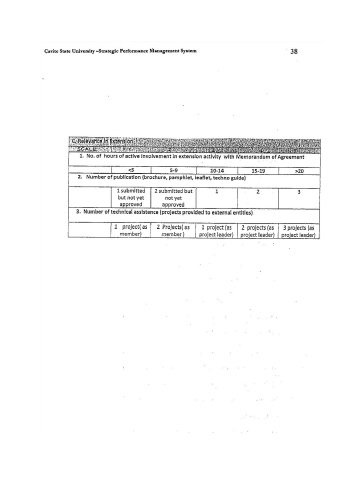 Cavite State University –Strategic Performance Management System 38
C. Relevance in Extension
SCALE
1. No. of hours of active involvement in extension activity with Memorandum of Agreement
<5 5-9 10-14 15-19 >20
2. Number of publication (brochure, pamphlet, leaflet, techno guide)
1 submitted 2 submitted but 1 2 3
but not yet not yet
approved approved
3. Number of technical assistance (projects provided to external entities)
1 project( as 2 Projects( as 1 project (as 2 projects (as 3 projects (as
member) member ) project leader) project leader) project leader)